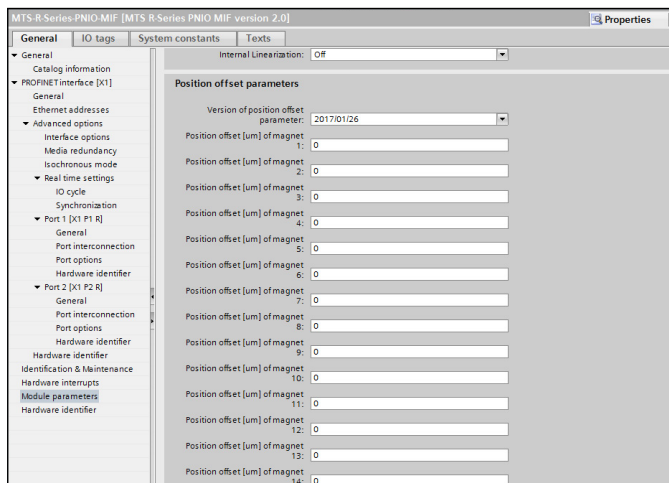 MTS-R-Series-PNIO-MIF [MTS R-Series PNIO MIF version 2.0]
Properties
General IO tags System constants Texts
General
Catalog information
PROFINET interface [X1]
General
Ethernet addresses
Advanced options
Interface options
Media redundancy
Isochronous mode
Real time settings
IO cycle
Synchronization
Port 1 [X1 P1 R]
General
Port interconnection
Port options
Hardware identifier
Port 2 [X1 P2 R]
General
Port interconnection
Port options
Hardware identifier
Hardware identifier
Identification & Maintenance
Hardware interrupts
Module parameters
Hardware identifier
Internal Linearization: Off
Position offset parameters
Version of position offset
parameter: 2017/01/26
Position offset [um] of magnet
1: 0
Position offset [um] of magnet
2: 0
Position offset [um] of magnet
3: 0
Position offset [um] of magnet
4: 0
Position offset [um] of magnet
5: 0
Position offset [um] of magnet
6: 0
Position offset [um] of magnet
7: 0
Position offset [um] of magnet
8: 0
Position offset [um] of magnet
9: 0
Position offset [um] of magnet
10: 0
Position offset [um] of magnet
11: 0
Position offset [um] of magnet
12: 0
Position offset [um] of magnet
13: 0
Position offset [um] of magnet
14: 0